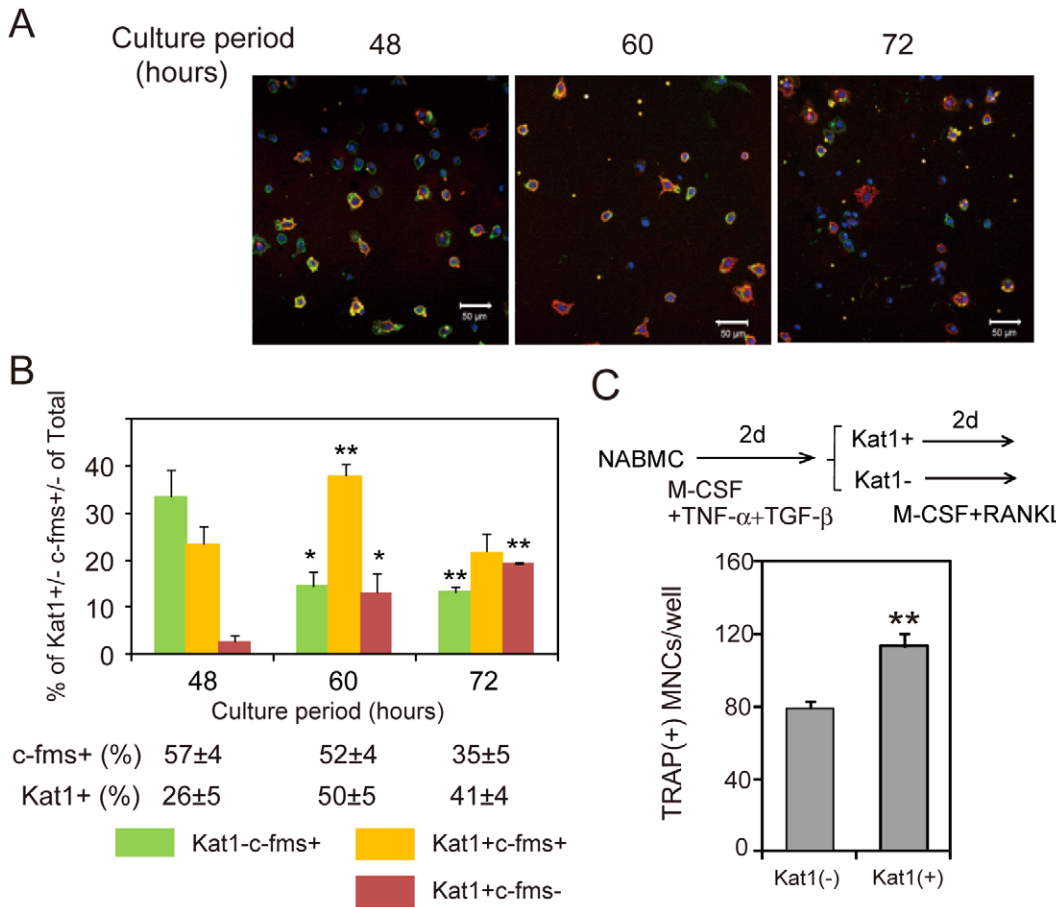 A
Culture period
(hours)
48
60
72
50 µm
50 µm
50 µm
B
% of Kat1+/- c-fms+/- of Total
40
30
20
10
0
**
*
*
**
**
48
60
72
Culture period (hours)
c-fms+ (%) 57±4 52±4 35±5
Kat1+ (%) 26±5 50±5 41±4
Kat1-c-fms+
Kat1+c-fms+
Kat1+c-fms-
C
NABMC
2d
M-CSF
+TNF-α+TGF-β
Kat1+
Kat1-
2d
M-CSF+RANKL
TRAP(+) MNCs/well
160
120
80
40
0
**
Kat1(-)
Kat1(+)